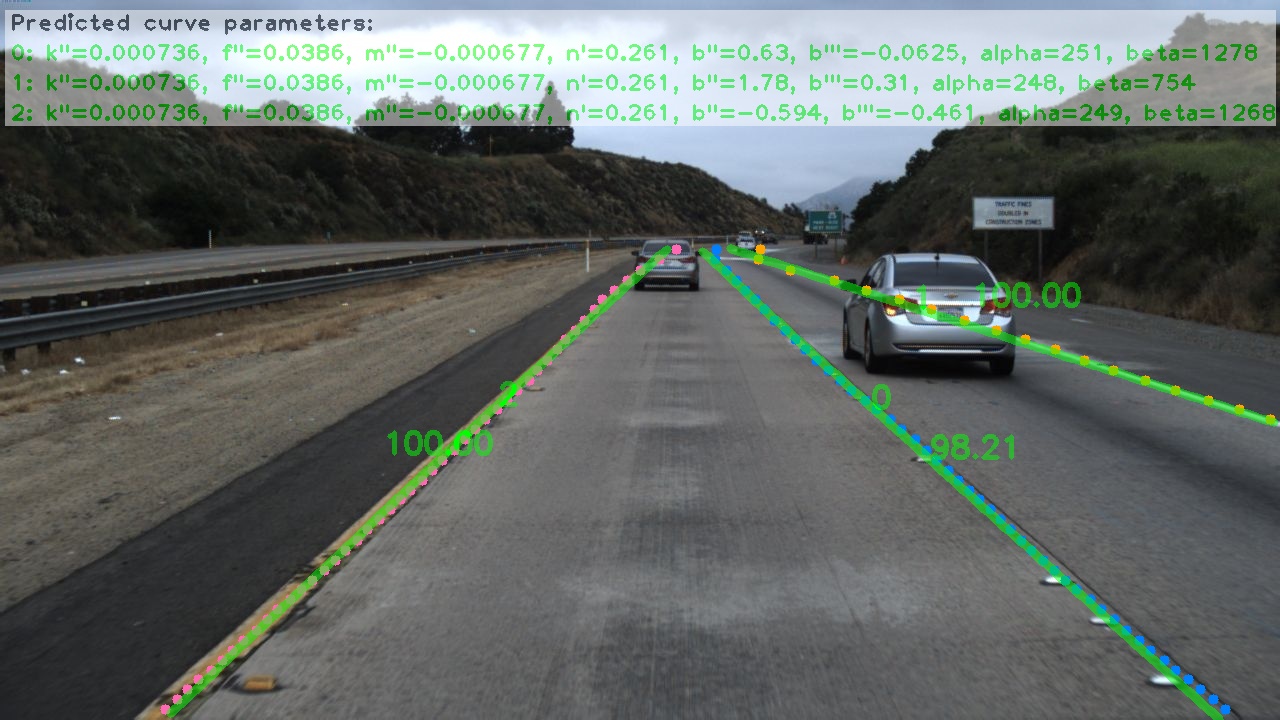 Predicted curve parameters:
0: k''=0.000736, f''=0.0386, m''=-0.000677, n'=0.261, b''=0.63, b'''=-0.0625, alpha=251, beta=1278
1: k''=0.000736, f''=0.0386, m''=-0.000677, n'=0.261, b''=1.78, b'''=0.31, alpha=248, beta=754
2: k''=0.000736, f''=0.0386, m''=-0.000677, n'=0.261, b''=-0.594, b'''=-0.461, alpha=249, beta=1268
TRAFFIC FINES
DOUBLED IN
CONSTRUCTION ZONES
1
100.00
2
0
100.00
98.21